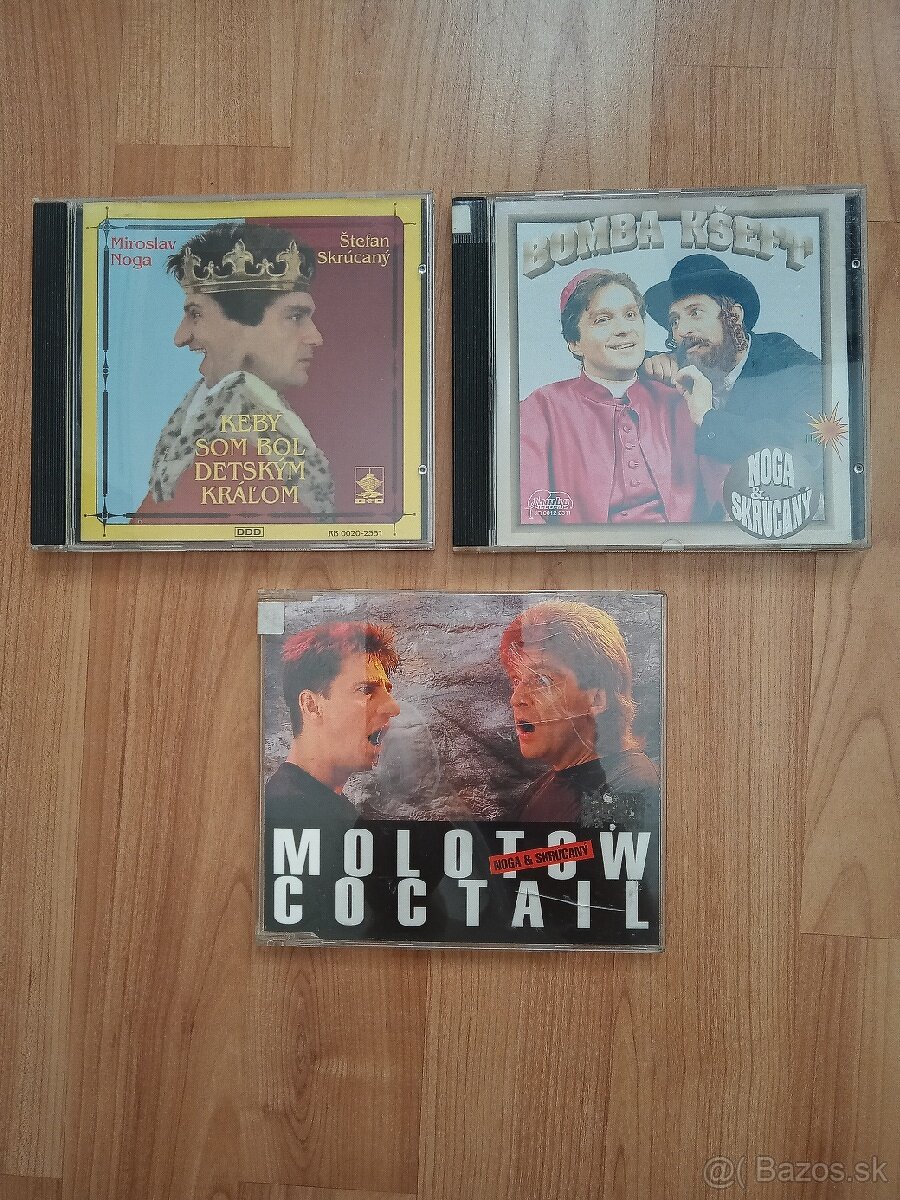 Miroslav
Noga
Štefan
Skrúcaný
KEBY
SOM BOL
DETSKÝM
KRÁĽOM
DDD
BOMBA KŠEFT
NOGA
&
SKRÚCANÝ
MOLOTOW
NOGA & SKRÚCANÝ
COCTAIL
@( Bazos.sk